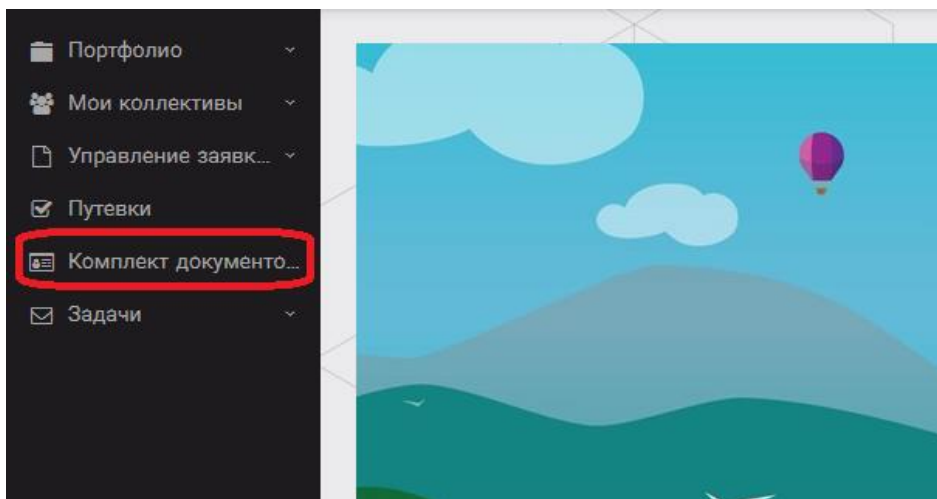 Портфолио
Мои коллективы
Управление заявк...
Путевки
Комплект документо...
Задачи